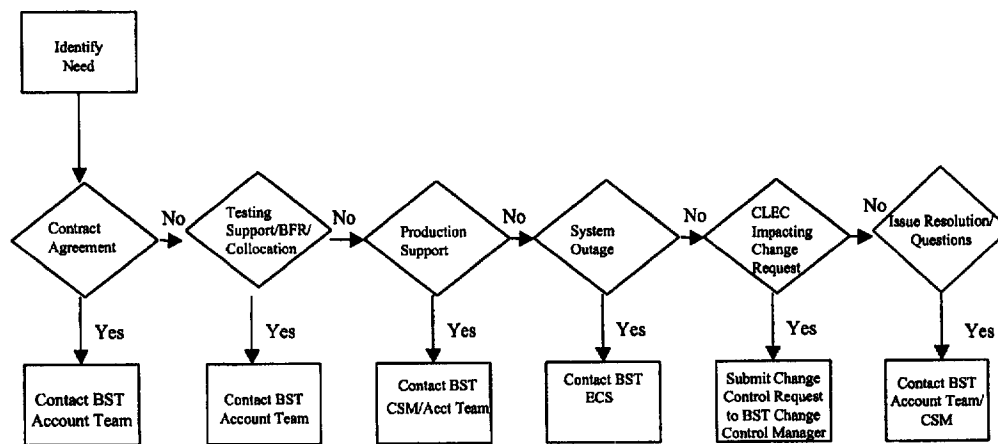 Identify
Need
Contract
Agreement
No
Testing
Support/BFR/
Collocation
No
Production
Support
No
System
Outage
No
CLEC
Impacting
Change
Request
No
Issue Resolution/
Questions
Yes
Yes
Yes
Yes
Yes
Yes
Contact BST
Account Team
Contact BST
Account Team
Contact BST
CSM/Acct Team
Contact BST
ECS
Submit Change
Control Request
to BST Change
Control Manager
Contact BST
Account Team/
CSM